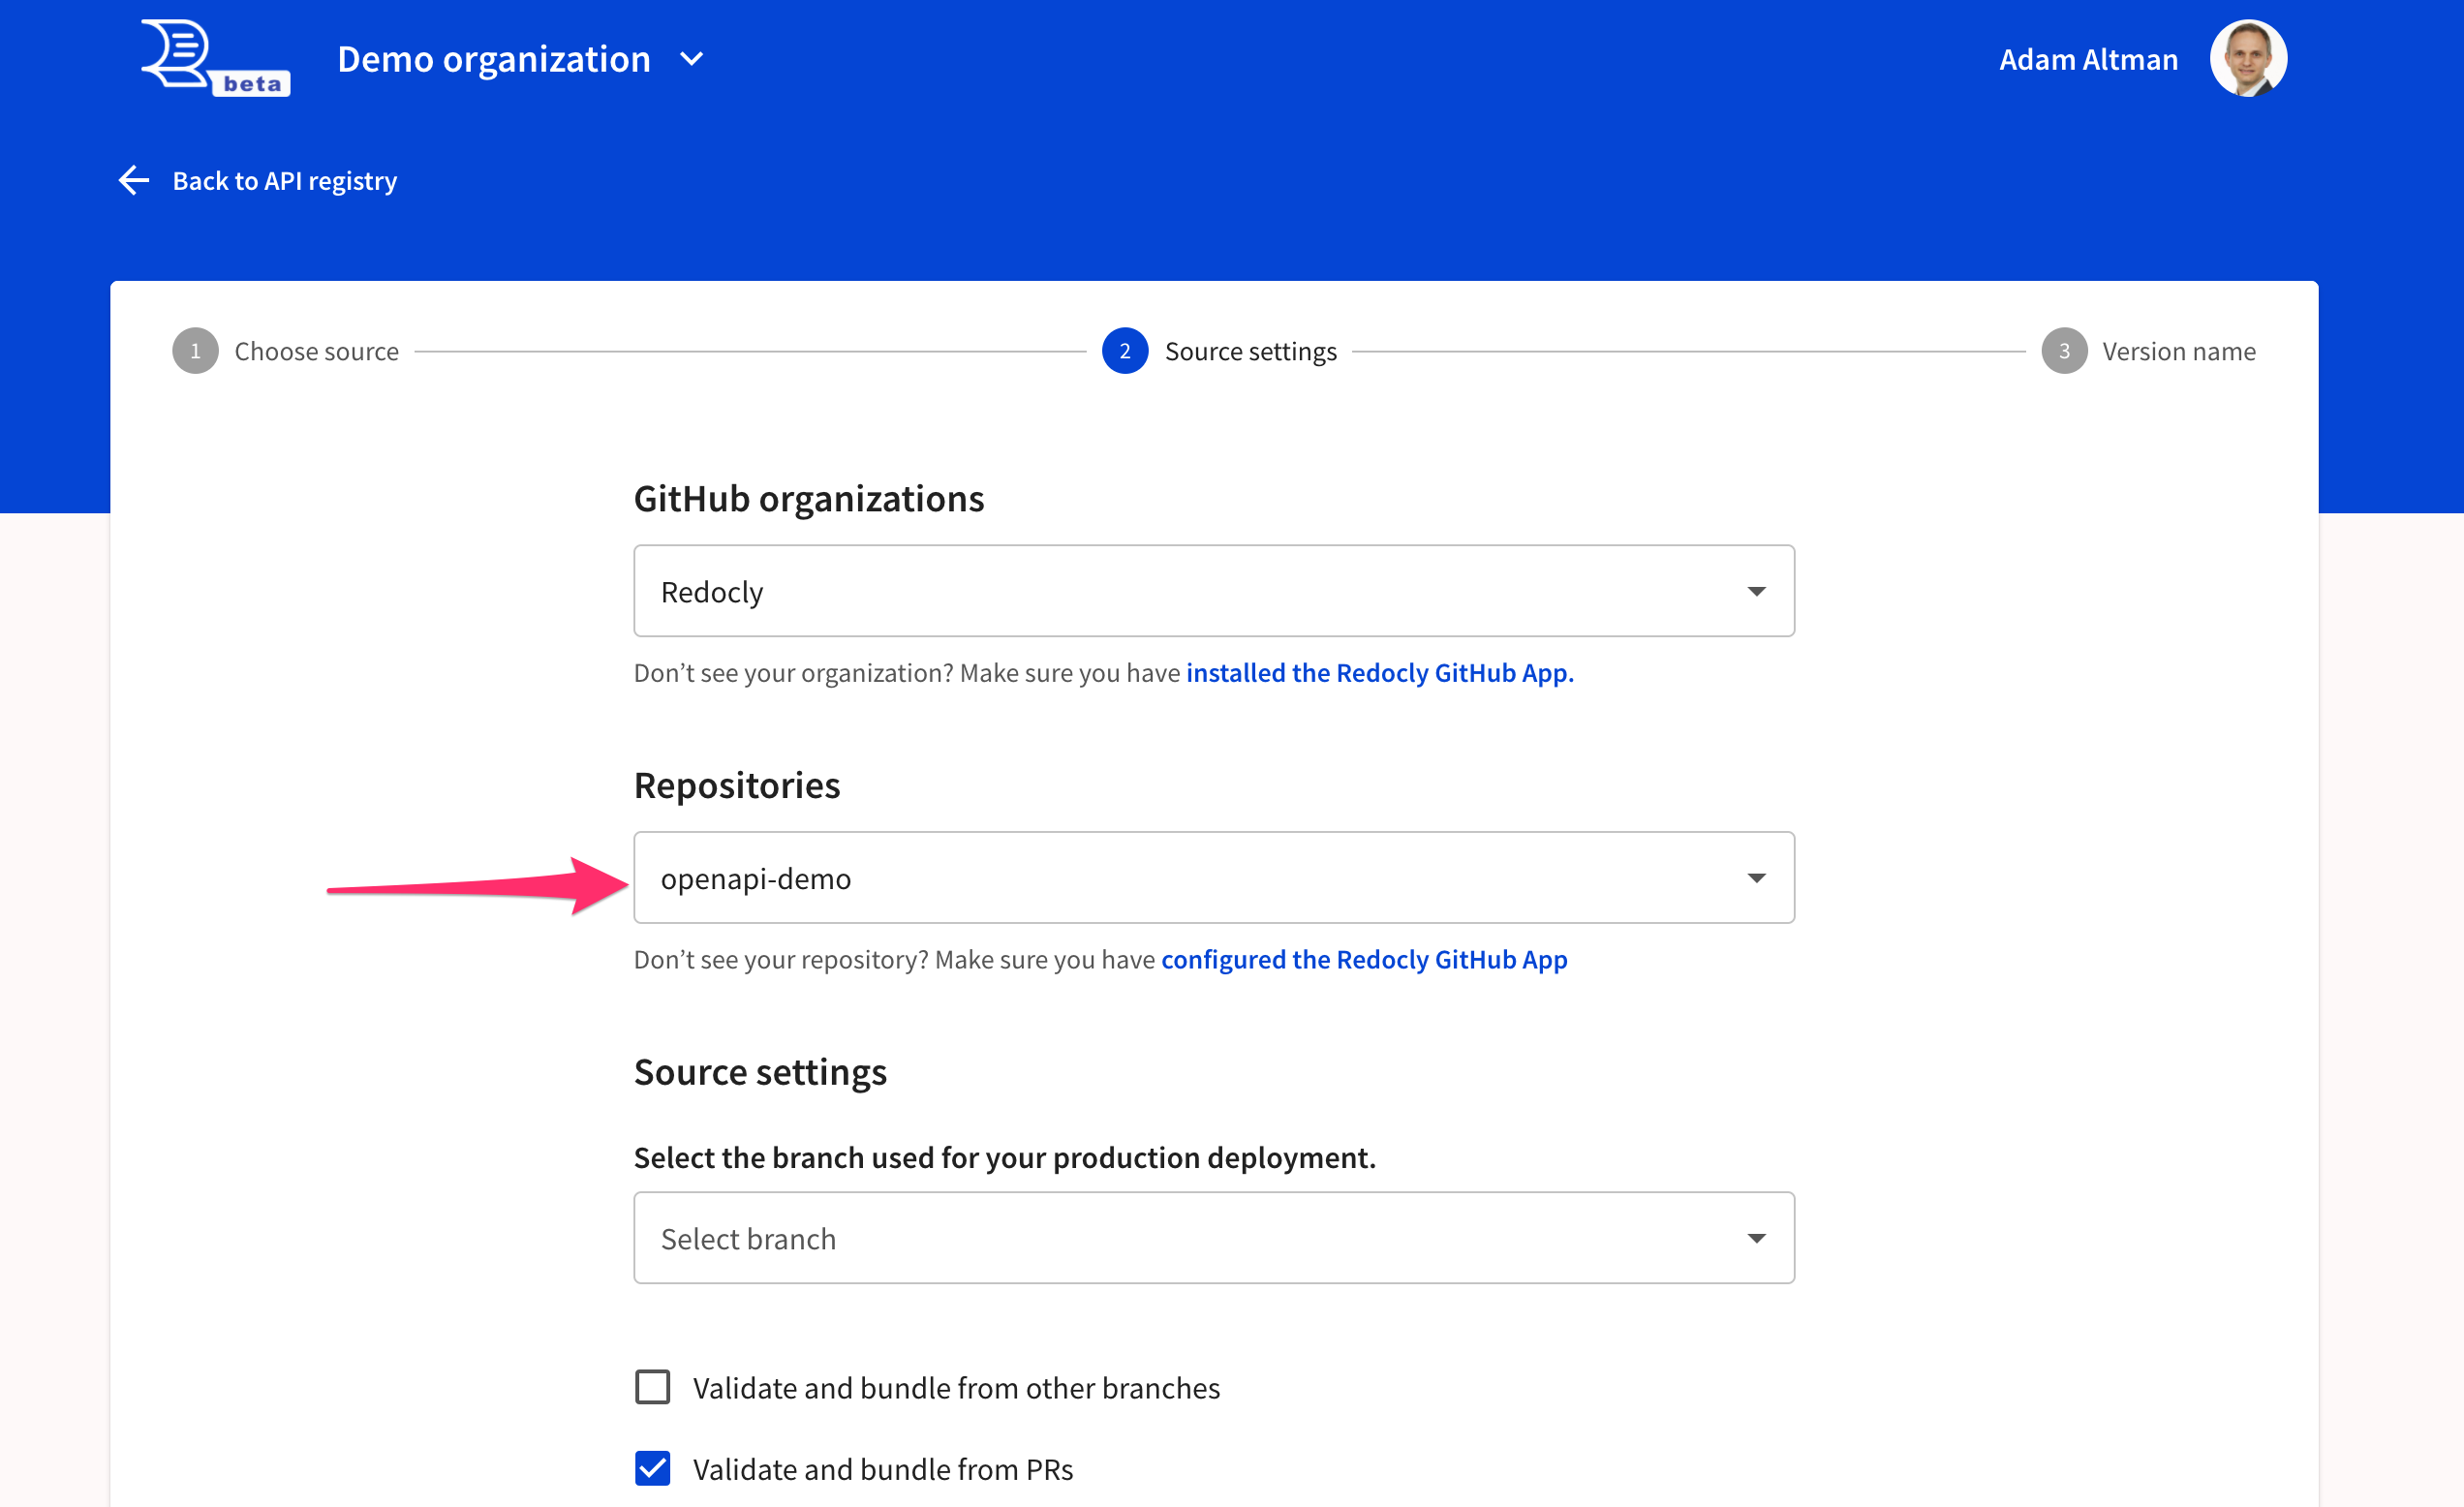 beta
Demo organization
Adam Altman
Back to API registry
1 Choose source
2 Source settings
3 Version name
GitHub organizations
Redocly
Don’t see your organization? Make sure you have installed the Redocly GitHub App.
Repositories
openapi-demo
Don’t see your repository? Make sure you have configured the Redocly GitHub App
Source settings
Select the branch used for your production deployment.
Select branch
Validate and bundle from other branches
Validate and bundle from PRs